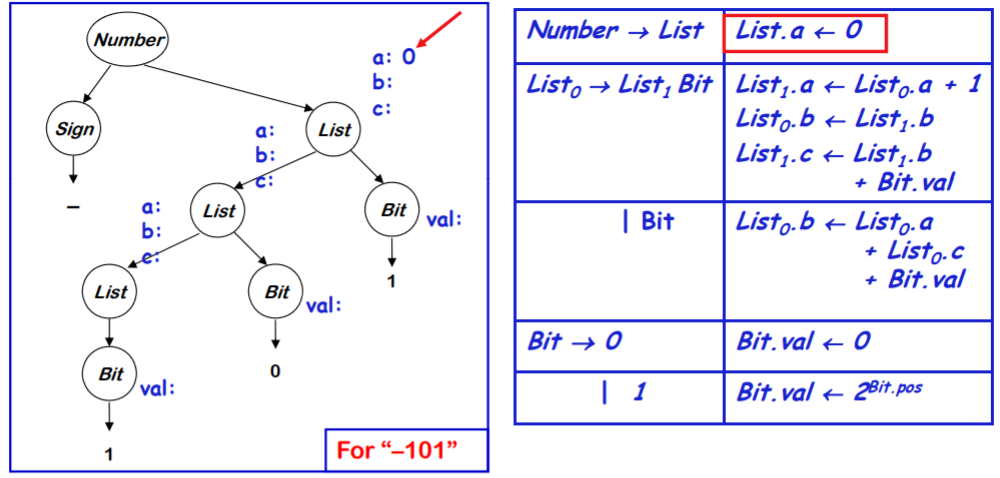 Number
a: 0
b:
c:
Sign
List
a:
b:
c:
–
List
Bit
val:
a:
b:
c:
1
List
Bit
val:
0
Bit
val:
1
For “–101”
Number → List
List.a ← 0
List₀ → List₁ Bit
List₁.a ← List₀.a + 1
List₀.b ← List₁.b
List₁.c ← List₁.b
+ Bit.val
| Bit
List₀.b ← List₀.a
+ List₀.c
+ Bit.val
Bit → 0
Bit.val ← 0
| 1
Bit.val ← 2^Bit.pos